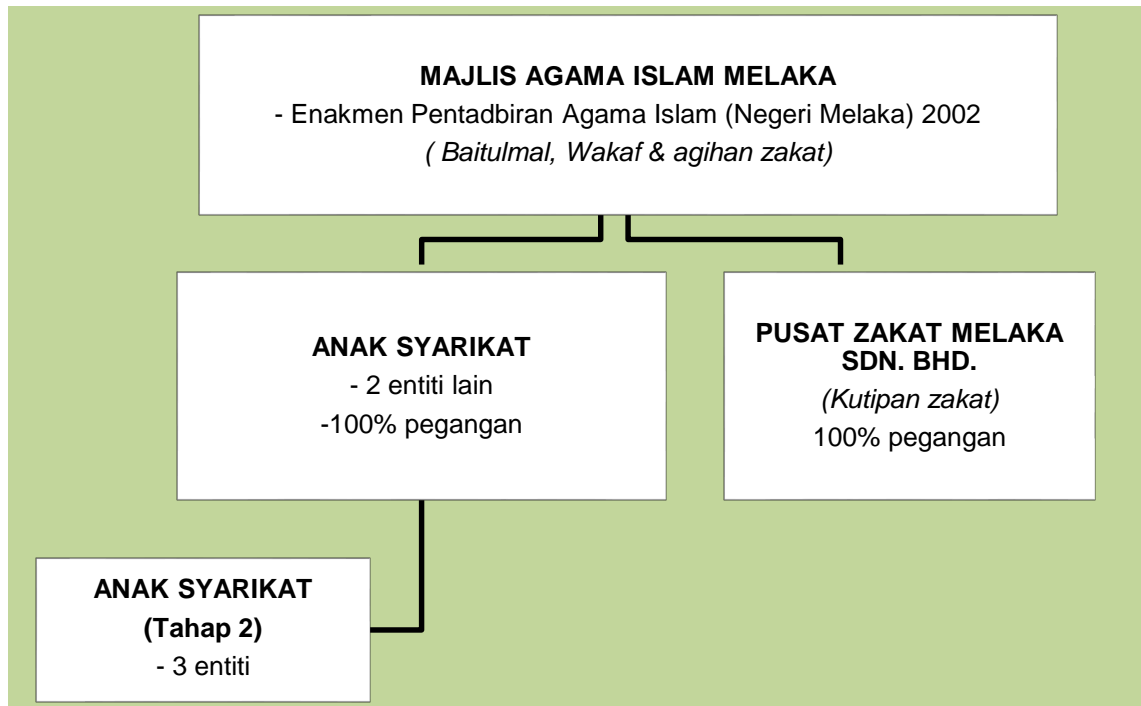 MAJLIS AGAMA ISLAM MELAKA
- Enakmen Pentadbiran Agama Islam (Negeri Melaka) 2002
( Baitulmal, Wakaf & agihan zakat)
ANAK SYARIKAT
- 2 entiti lain
-100% pegangan
PUSAT ZAKAT MELAKA
SDN. BHD.
(Kutipan zakat)
100% pegangan
ANAK SYARIKAT
(Tahap 2)
- 3 entiti